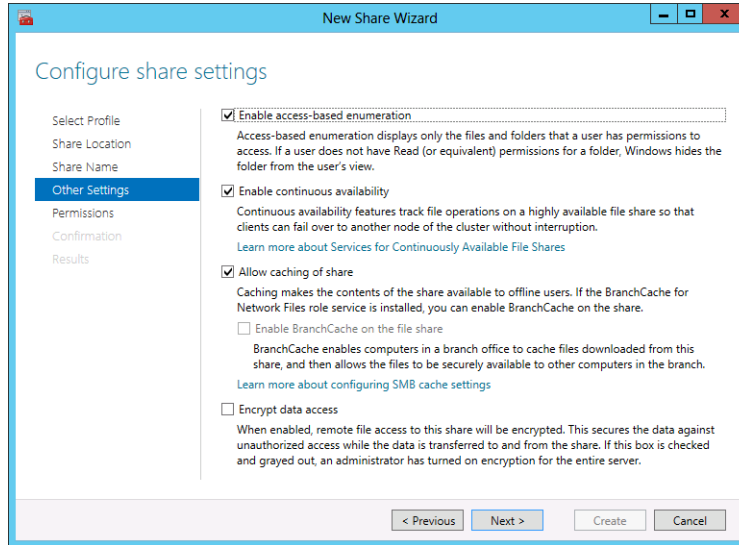 New Share Wizard
Configure share settings
Select Profile
Share Location
Share Name
Other Settings
Permissions
Confirmation
Results
Enable access-based enumeration
Access-based enumeration displays only the files and folders that a user has permissions to
access. If a user does not have Read (or equivalent) permissions for a folder, Windows hides the
folder from the user's view.
Enable continuous availability
Continuous availability features track file operations on a highly available file share so that
clients can fail over to another node of the cluster without interruption.
Learn more about Services for Continuously Available File Shares
Allow caching of share
Caching makes the contents of the share available to offline users. If the BranchCache for
Network Files role service is installed, you can enable BranchCache on the share.
Enable BranchCache on the file share
BranchCache enables computers in a branch office to cache files downloaded from this
share, and then allows the files to be securely available to other computers in the branch.
Learn more about configuring SMB cache settings
Encrypt data access
When enabled, remote file access to this share will be encrypted. This secures the data against
unauthorized access while the data is transferred to and from the share. If this box is checked
and grayed out, an administrator has turned on encryption for the entire server.
< Previous
Next >
Create
Cancel